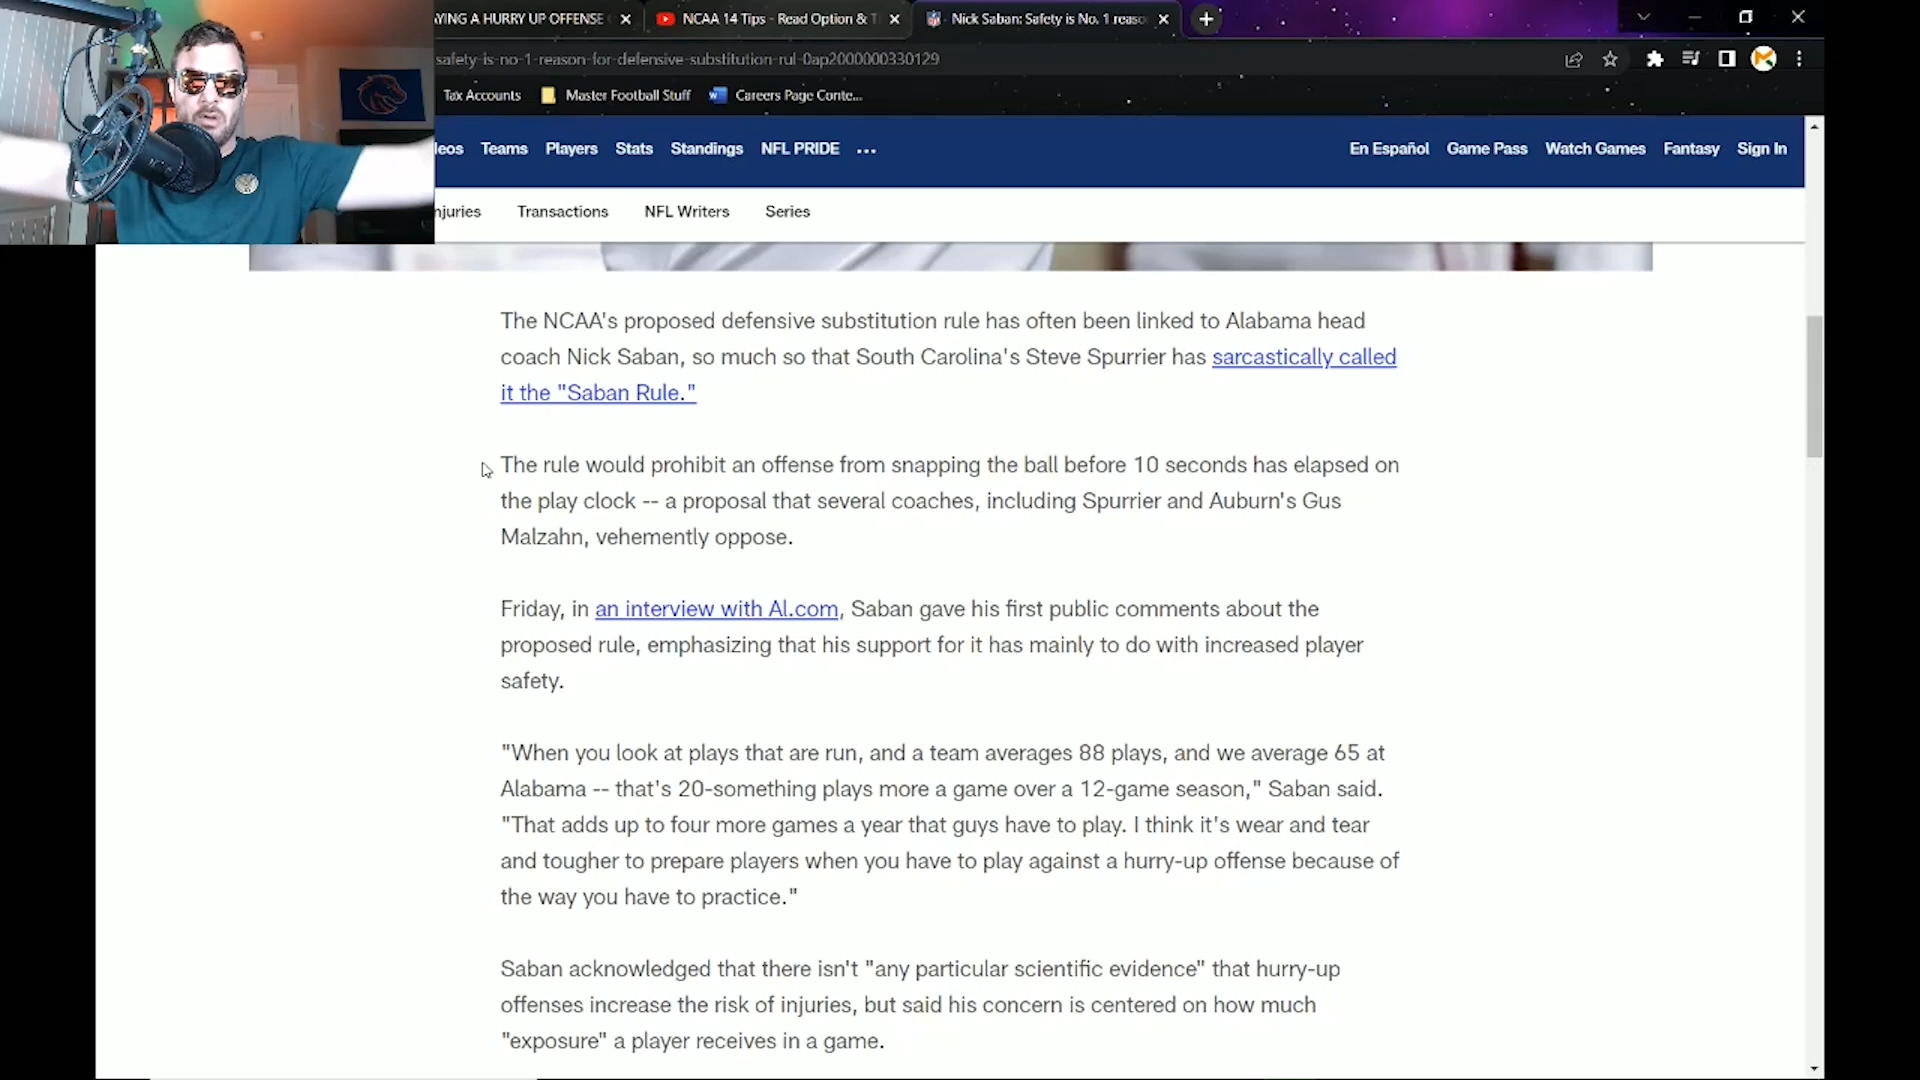 AYING A HURRY UP OFFENSE
NCAA 14 Tips - Read Option & T
Nick Saban: Safety is No. 1 reaso
safety-is-no-1-reason-for-defensive-substitution-rul-0ap2000000330129
Tax Accounts
Master Football Stuff
Careers Page Conte...
eos
Teams
Players
Stats
Standings
NFL PRIDE
...
En Español
Game Pass
Watch Games
Fantasy
Sign In
njuries
Transactions
NFL Writers
Series
The NCAA's proposed defensive substitution rule has often been linked to Alabama head
coach Nick Saban, so much so that South Carolina's Steve Spurrier has sarcastically called
it the "Saban Rule."
The rule would prohibit an offense from snapping the ball before 10 seconds has elapsed on
the play clock -- a proposal that several coaches, including Spurrier and Auburn's Gus
Malzahn, vehemently oppose.
Friday, in an interview with Al.com, Saban gave his first public comments about the
proposed rule, emphasizing that his support for it has mainly to do with increased player
safety.
"When you look at plays that are run, and a team averages 88 plays, and we average 65 at
Alabama -- that's 20-something plays more a game over a 12-game season," Saban said.
"That adds up to four more games a year that guys have to play. I think it's wear and tear
and tougher to prepare players when you have to play against a hurry-up offense because of
the way you have to practice."
Saban acknowledged that there isn't "any particular scientific evidence" that hurry-up
offenses increase the risk of injuries, but said his concern is centered on how much
"exposure" a player receives in a game.